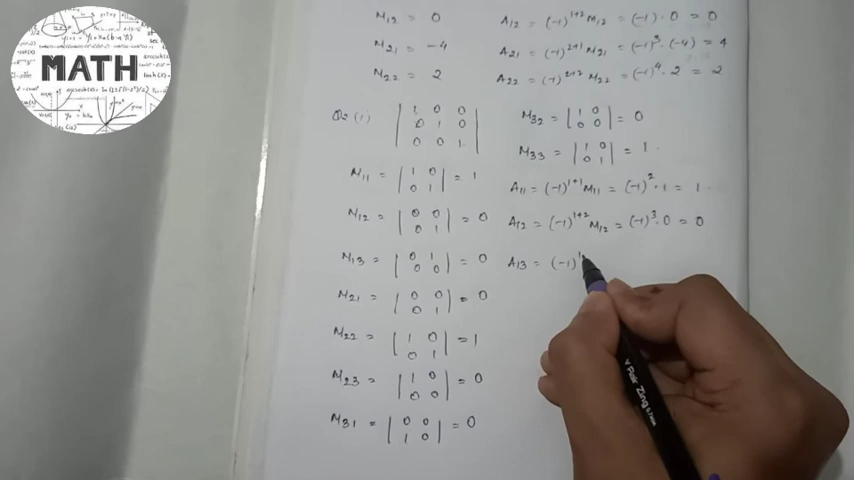 MATH
M₁₂ = 0
M₂₁ = -4
M₂₂ = 2
A₁₂ = (-1)¹⁺² M₁₂ = (-1)·0 = 0
A₂₁ = (-1)²⁺¹ M₂₁ = (-1)³·(-4) = 4
A₂₂ = (-1)²⁺² M₂₂ = (-1)⁴·2 = 2
Q2 (i) | 1 0 0 |
| 0 1 0 |
| 0 0 1 |
M₁₁ = | 1 0 | = 1
| 0 1 |
M₁₂ = | 0 0 | = 0
| 0 1 |
M₁₃ = | 0 1 | = 0
| 0 0 |
M₂₁ = | 0 0 | = 0
| 0 1 |
M₂₂ = | 1 0 | = 1
| 0 1 |
M₂₃ = | 1 0 | = 0
| 0 0 |
M₃₁ = | 0 0 | = 0
| 1 0 |
M₃₂ = | 1 0 | = 0
| 0 0 |
M₃₃ = | 1 0 | = 1
| 0 1 |
A₁₁ = (-1)¹⁺¹ M₁₁ = (-1)²·1 = 1
A₁₂ = (-1)¹⁺² M₁₂ = (-1)³·0 = 0
A₁₃ = (-1)¹
Pak Zing